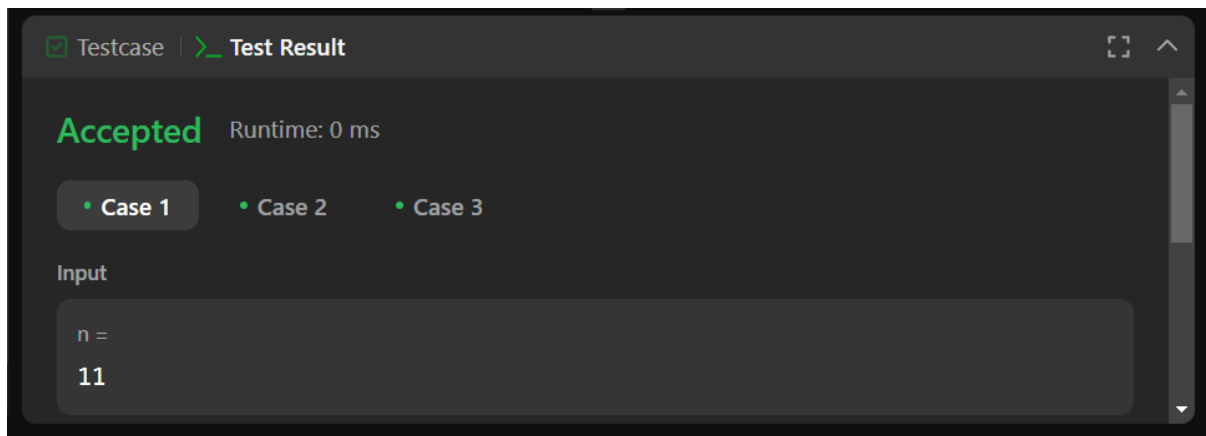 Testcase Test Result
Accepted Runtime: 0 ms
• Case 1 • Case 2 • Case 3
Input
n =
11